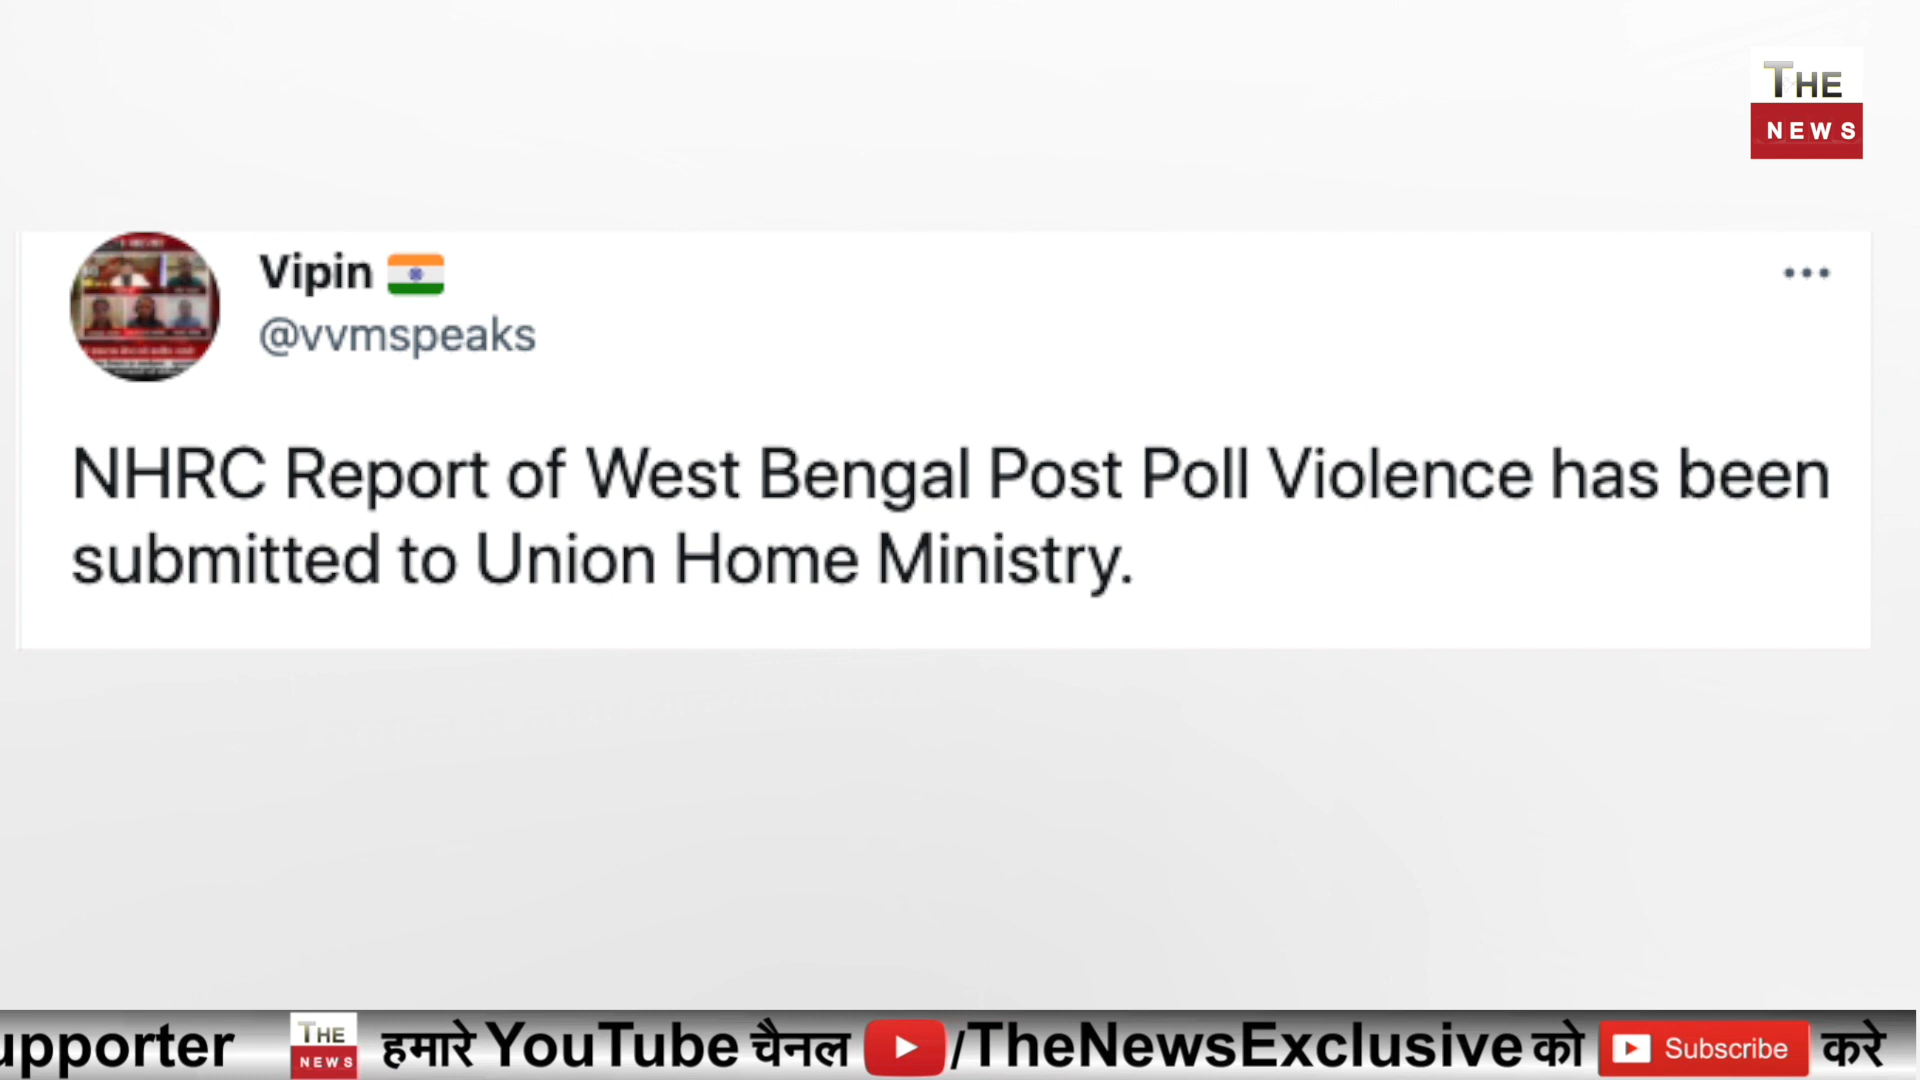 THE
NEWS
Vipin 🇮🇳
@vvmspeaks
NHRC Report of West Bengal Post Poll Violence has been
submitted to Union Home Ministry.
upporter THE NEWS हमारे YouTube चैनल /TheNewsExclusive को Subscribe करे